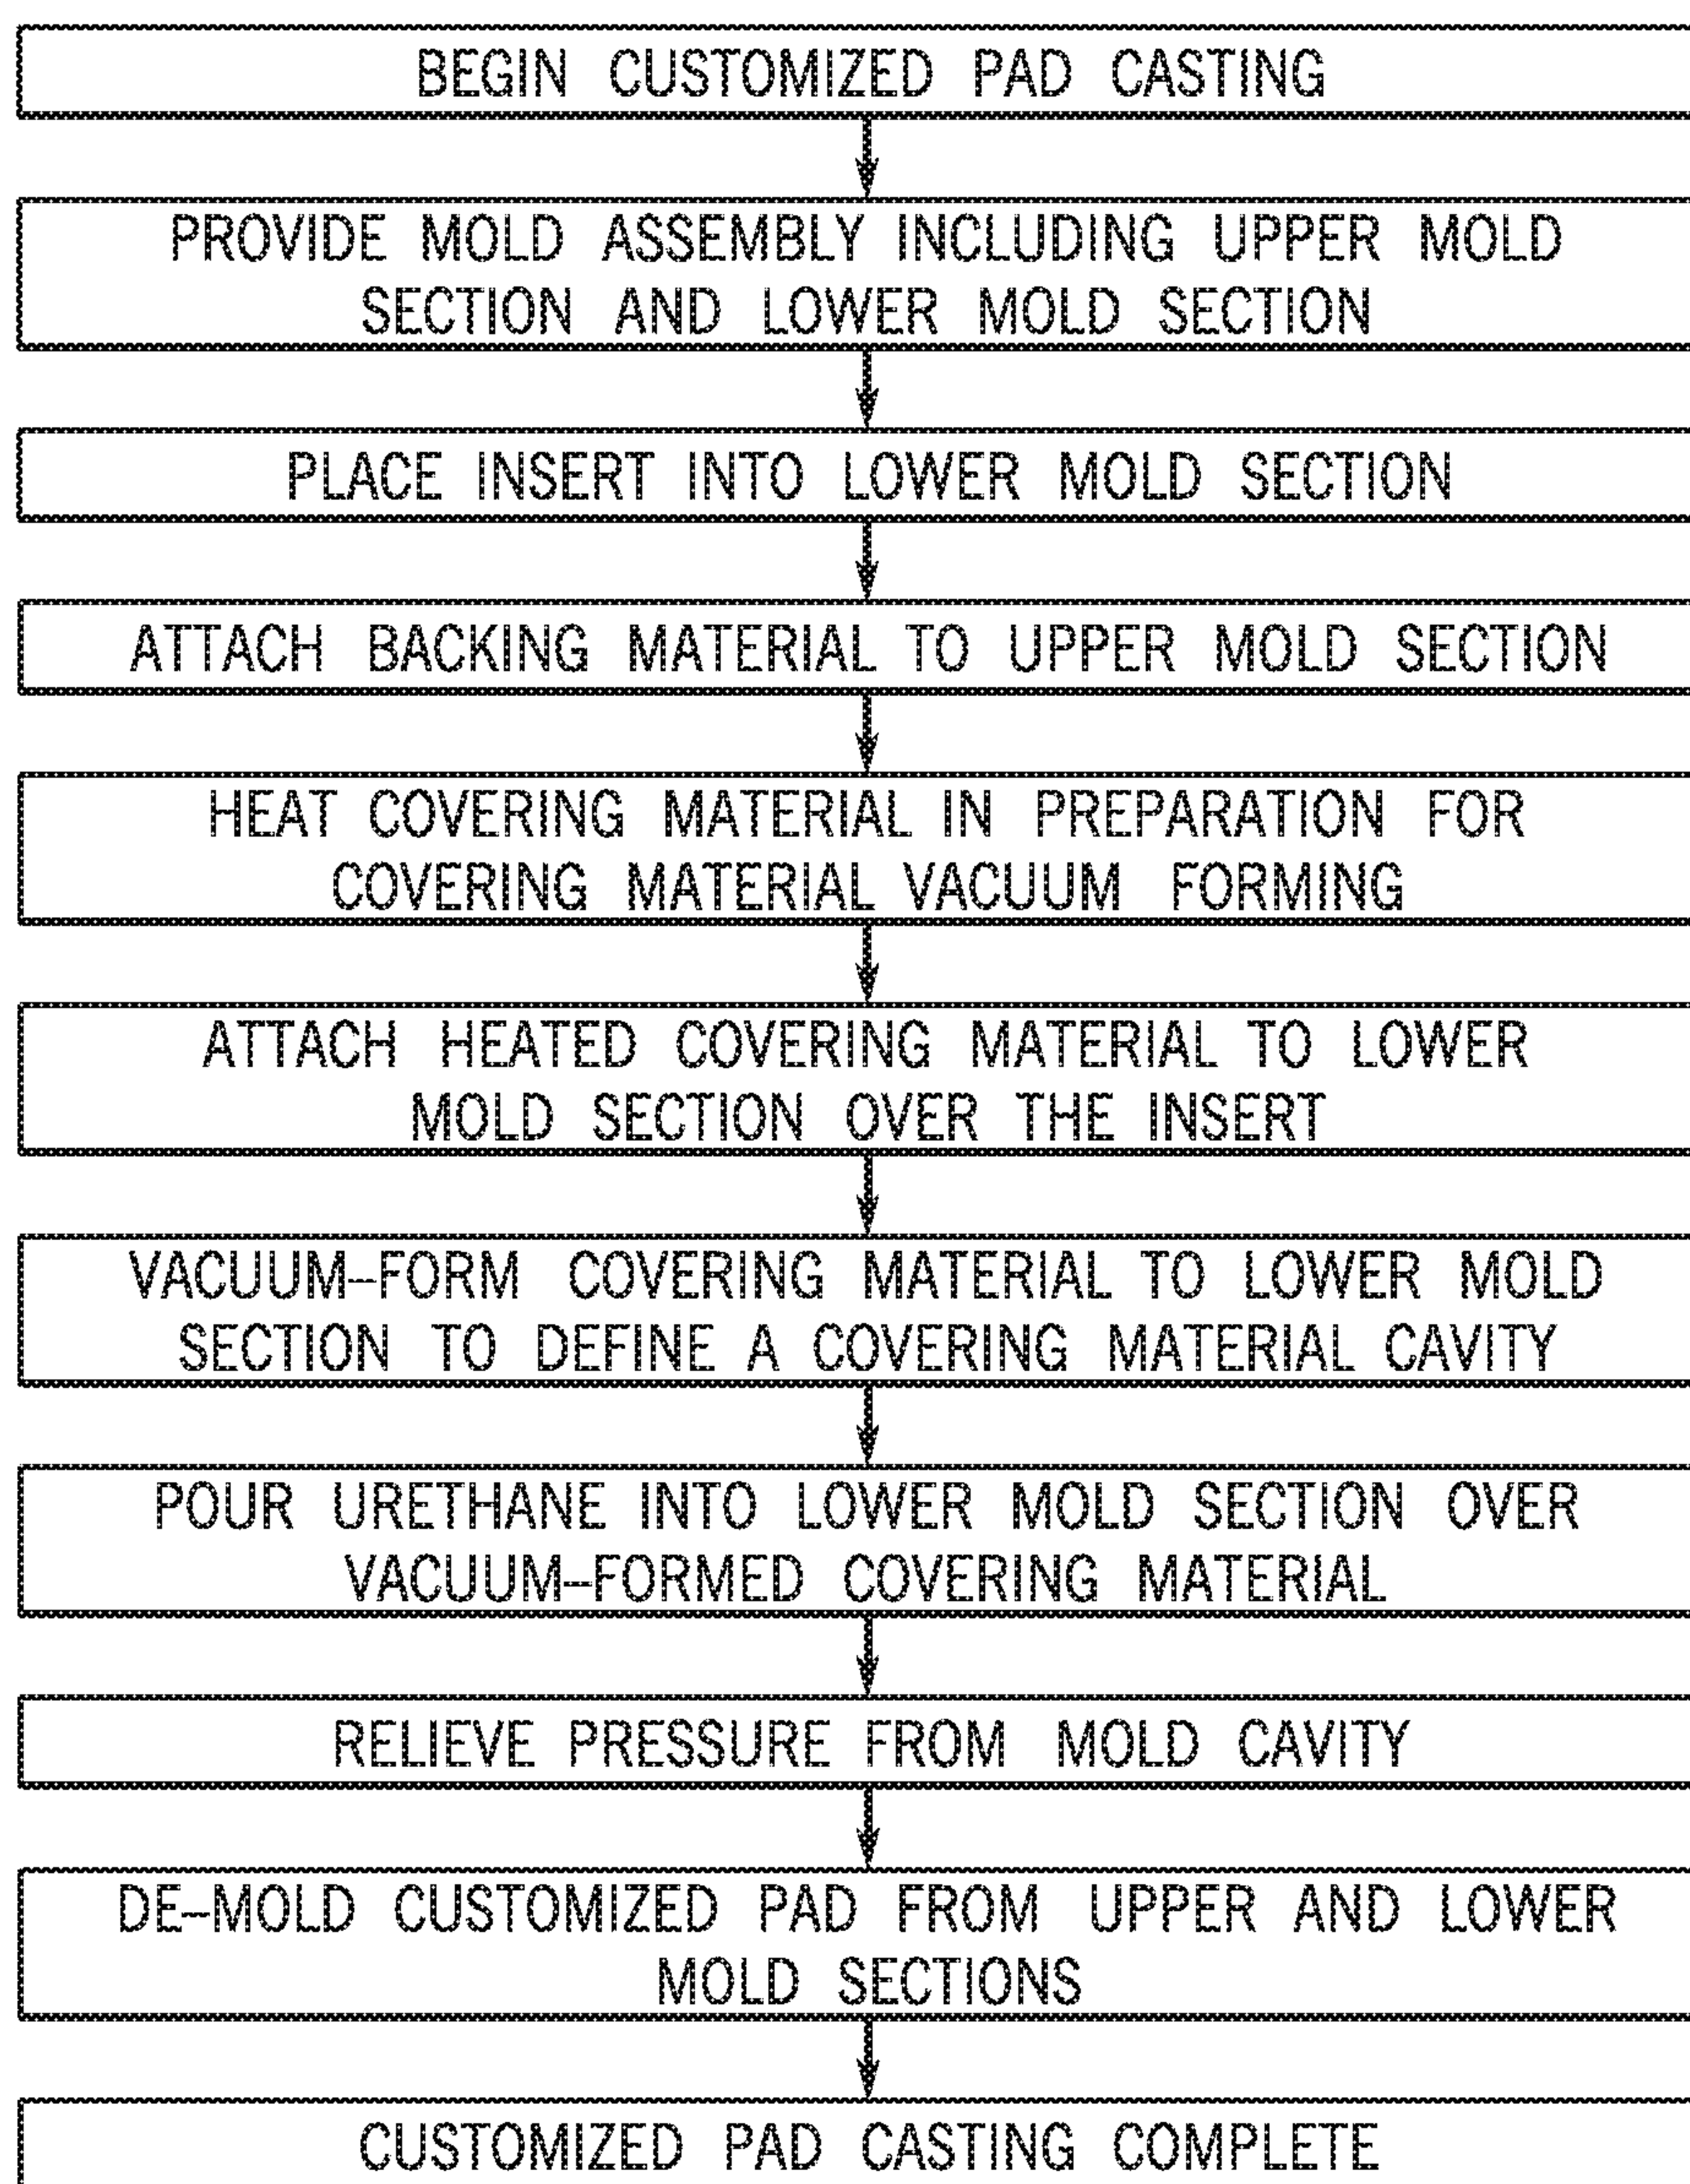 BEGIN CUSTOMIZED PAD CASTING
PROVIDE MOLD ASSEMBLY INCLUDING UPPER MOLD
SECTION AND LOWER MOLD SECTION
PLACE INSERT INTO LOWER MOLD SECTION
ATTACH BACKING MATERIAL TO UPPER MOLD SECTION
HEAT COVERING MATERIAL IN PREPARATION FOR
COVERING MATERIAL VACUUM FORMING
ATTACH HEATED COVERING MATERIAL TO LOWER
MOLD SECTION OVER THE INSERT
VACUUM–FORM COVERING MATERIAL TO LOWER MOLD
SECTION TO DEFINE A COVERING MATERIAL CAVITY
POUR URETHANE INTO LOWER MOLD SECTION OVER
VACUUM–FORMED COVERING MATERIAL
RELIEVE PRESSURE FROM MOLD CAVITY
DE–MOLD CUSTOMIZED PAD FROM UPPER AND LOWER
MOLD SECTIONS
CUSTOMIZED PAD CASTING COMPLETE